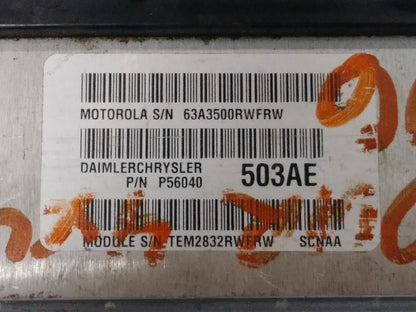 MOTOROLA S/N 63A3500RWFRW
DAIMLERCHRYSLER
P/N P56040 503AE
MODULE S/N-TEM2832RWFRW SCNAA